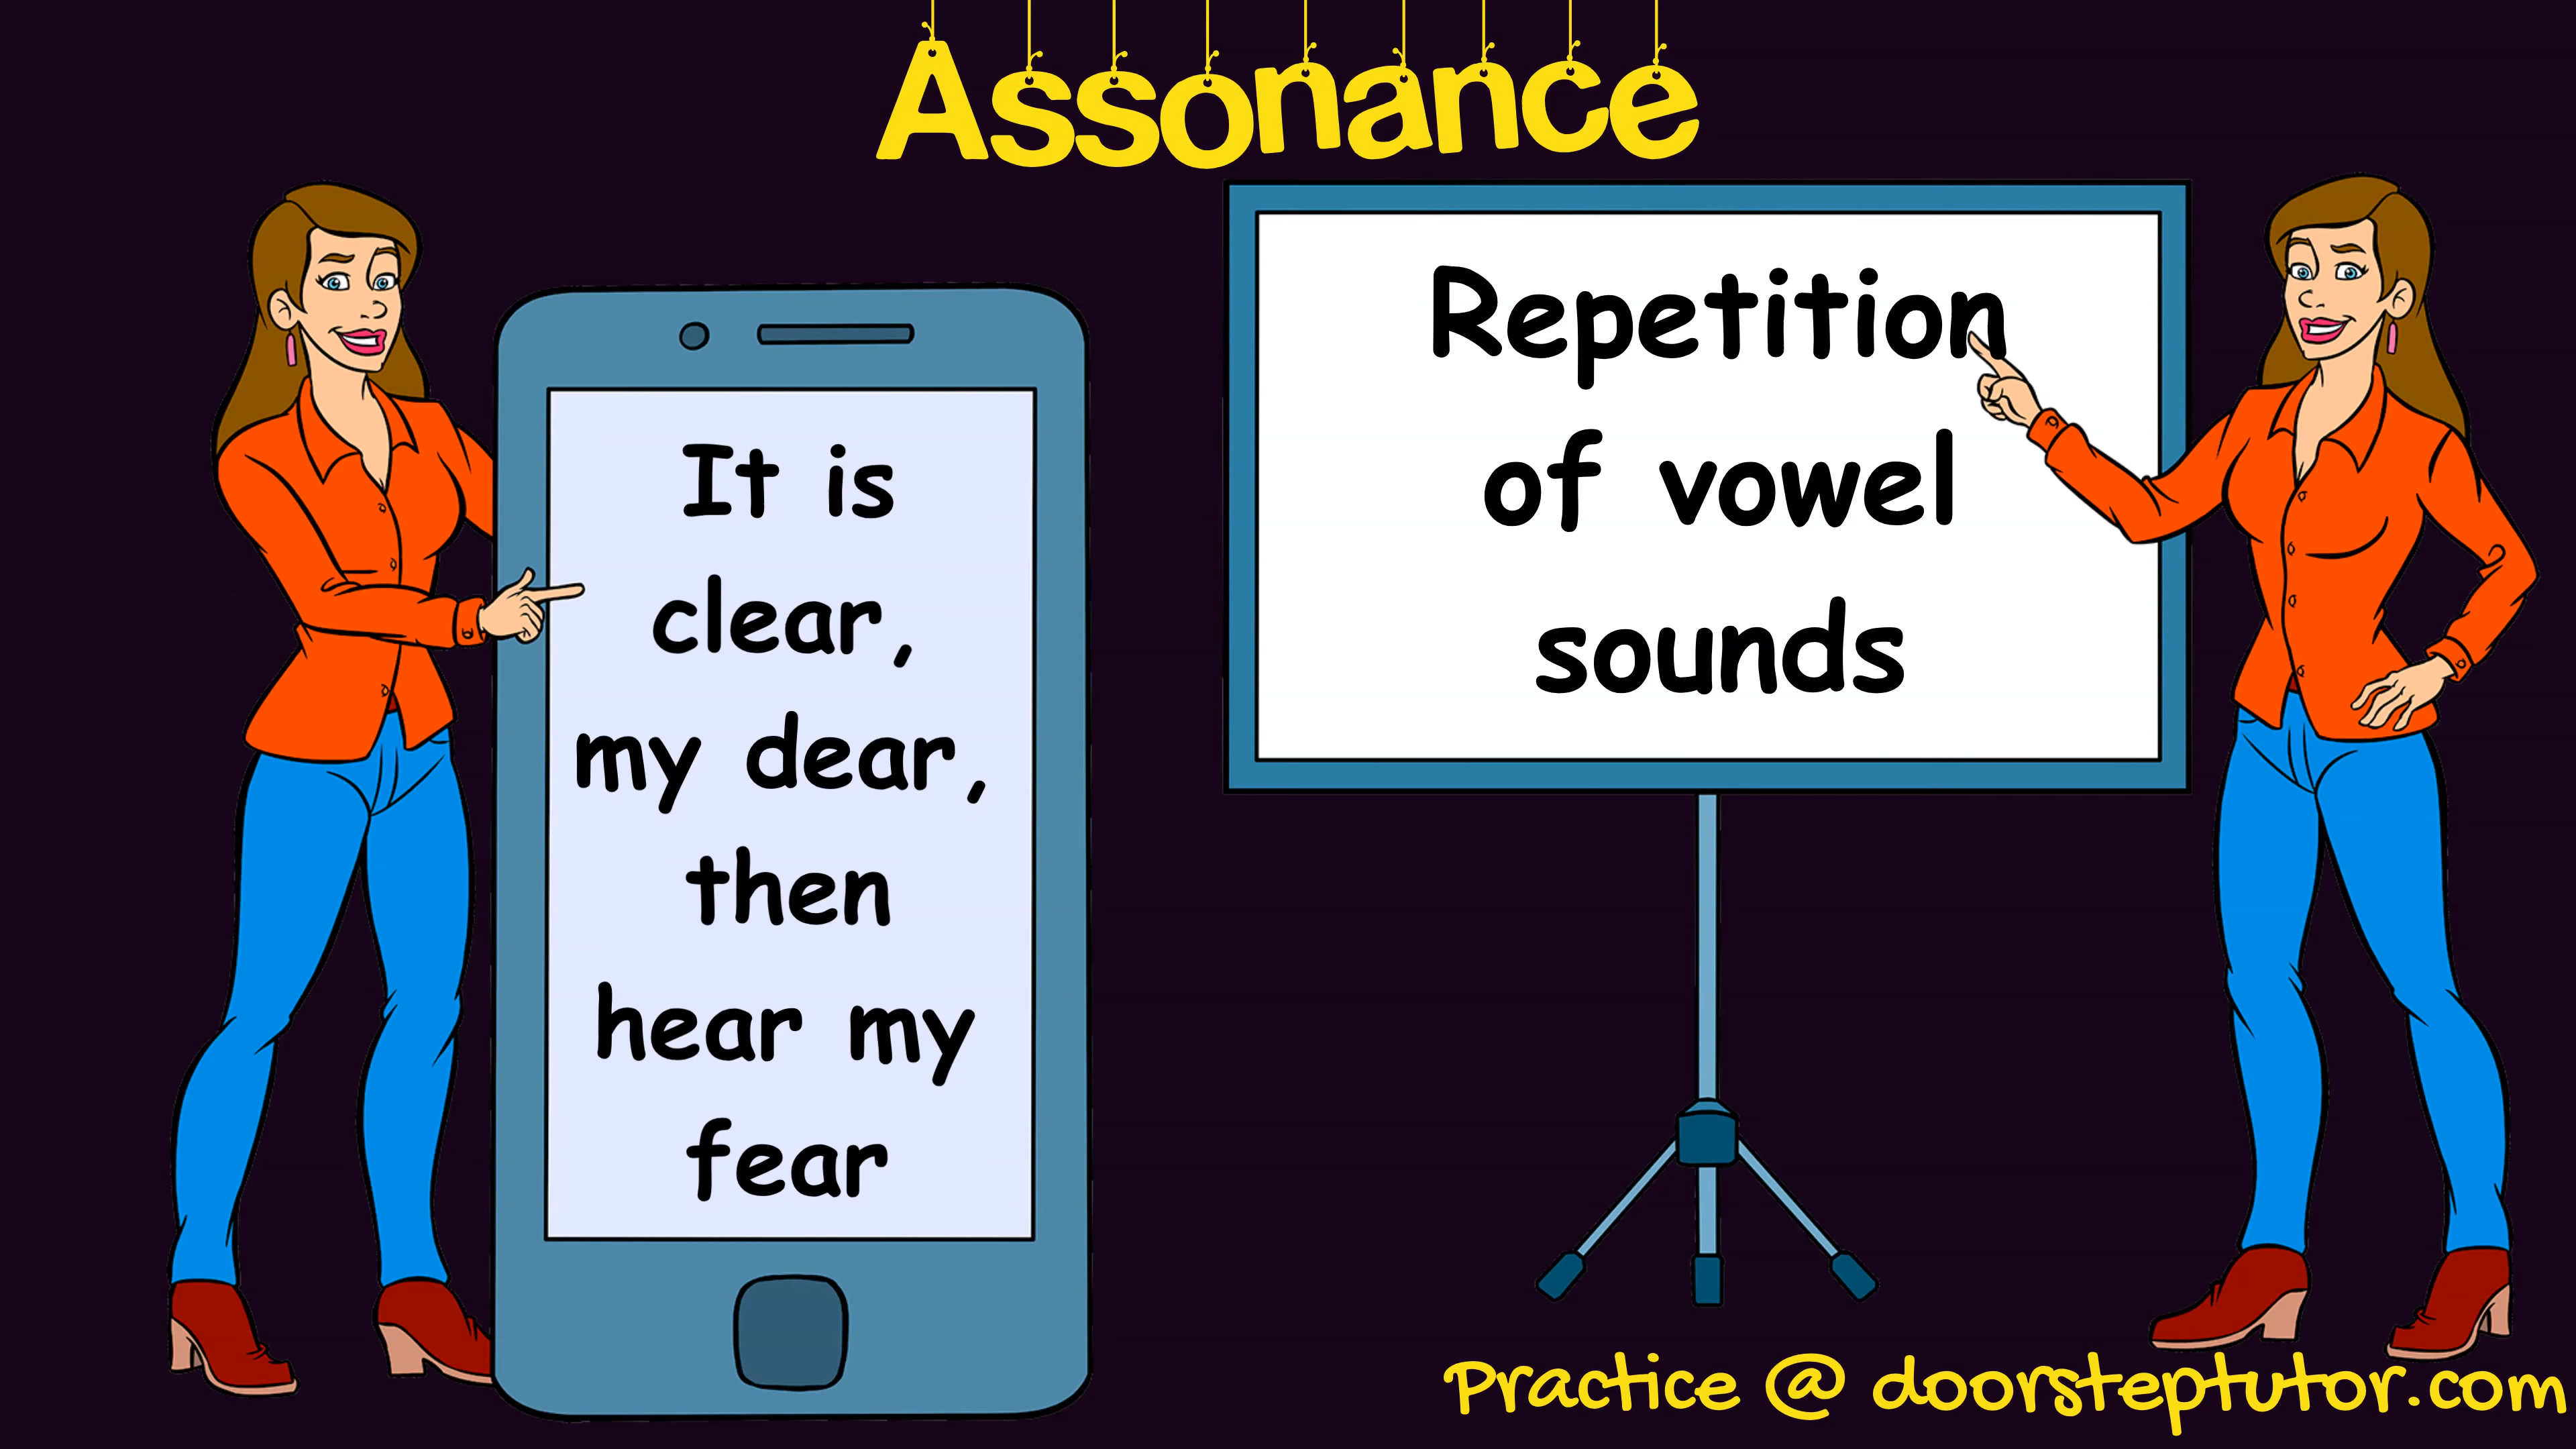 Assonance
It is
clear,
my dear,
then
hear my
fear
Repetition
of vowel
sounds
Practice @ doorsteptutor.com